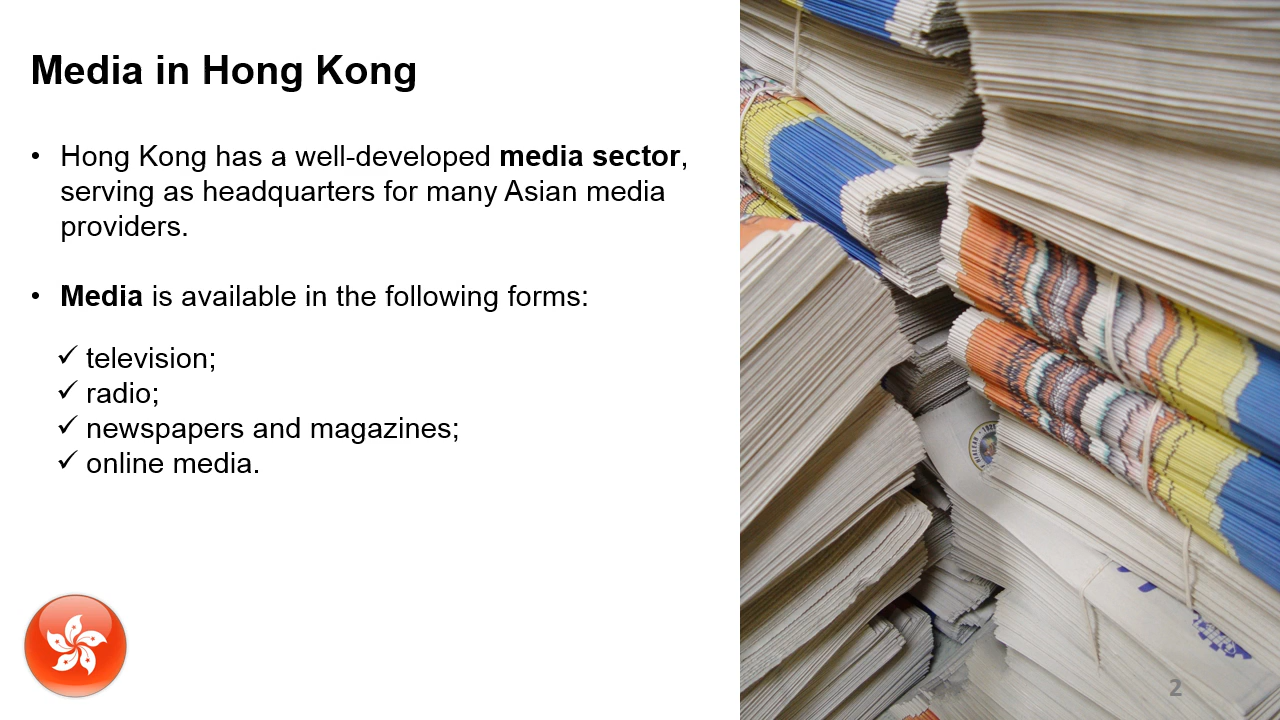 Media in Hong Kong
• Hong Kong has a well-developed media sector,
serving as headquarters for many Asian media
providers.
• Media is available in the following forms:
✓ television;
✓ radio;
✓ newspapers and magazines;
✓ online media.
2